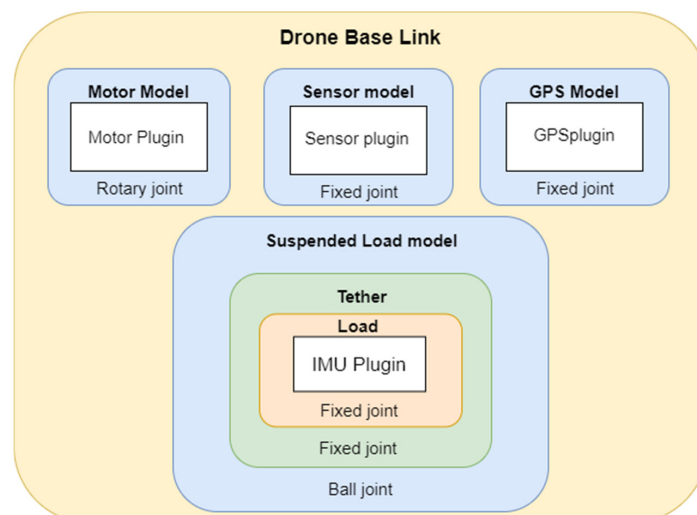 Drone Base Link
Motor Model
Motor Plugin
Rotary joint
Sensor model
Sensor plugin
Fixed joint
GPS Model
GPSplugin
Fixed joint
Suspended Load model
Tether
Load
IMU Plugin
Fixed joint
Fixed joint
Ball joint